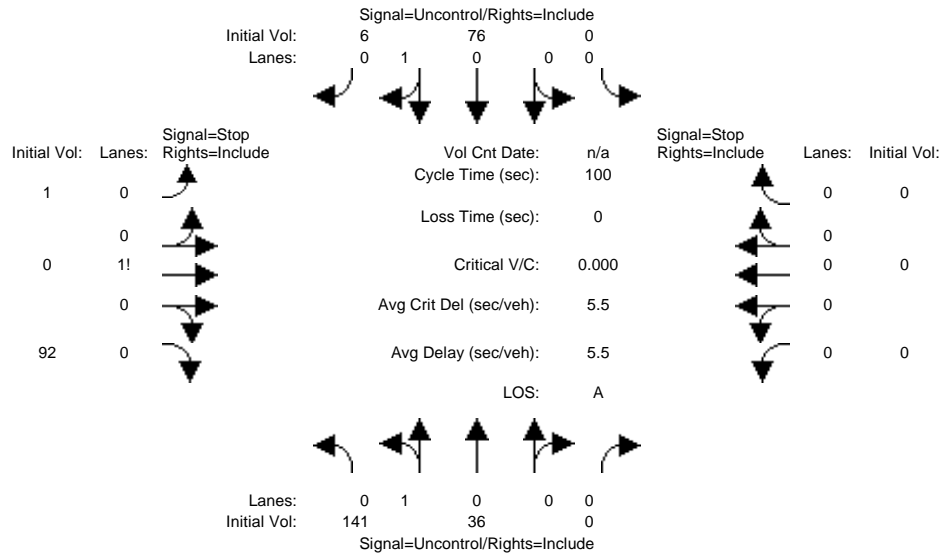 Signal=Uncontrol/Rights=Include
Initial Vol: 6 76 0
Lanes: 0 1 0 0 0
Signal=Stop Signal=Stop
Initial Vol: Lanes: Rights=Include Vol Cnt Date: n/a Rights=Include Lanes: Initial Vol:
Cycle Time (sec): 100
1 0 0 0
Loss Time (sec): 0
0 0
0 1! Critical V/C: 0.000 0 0
0 Avg Crit Del (sec/veh): 5.5 0
92 0 Avg Delay (sec/veh): 5.5 0 0
LOS: A
Lanes: 0 1 0 0 0
Initial Vol: 141 36 0
Signal=Uncontrol/Rights=Include